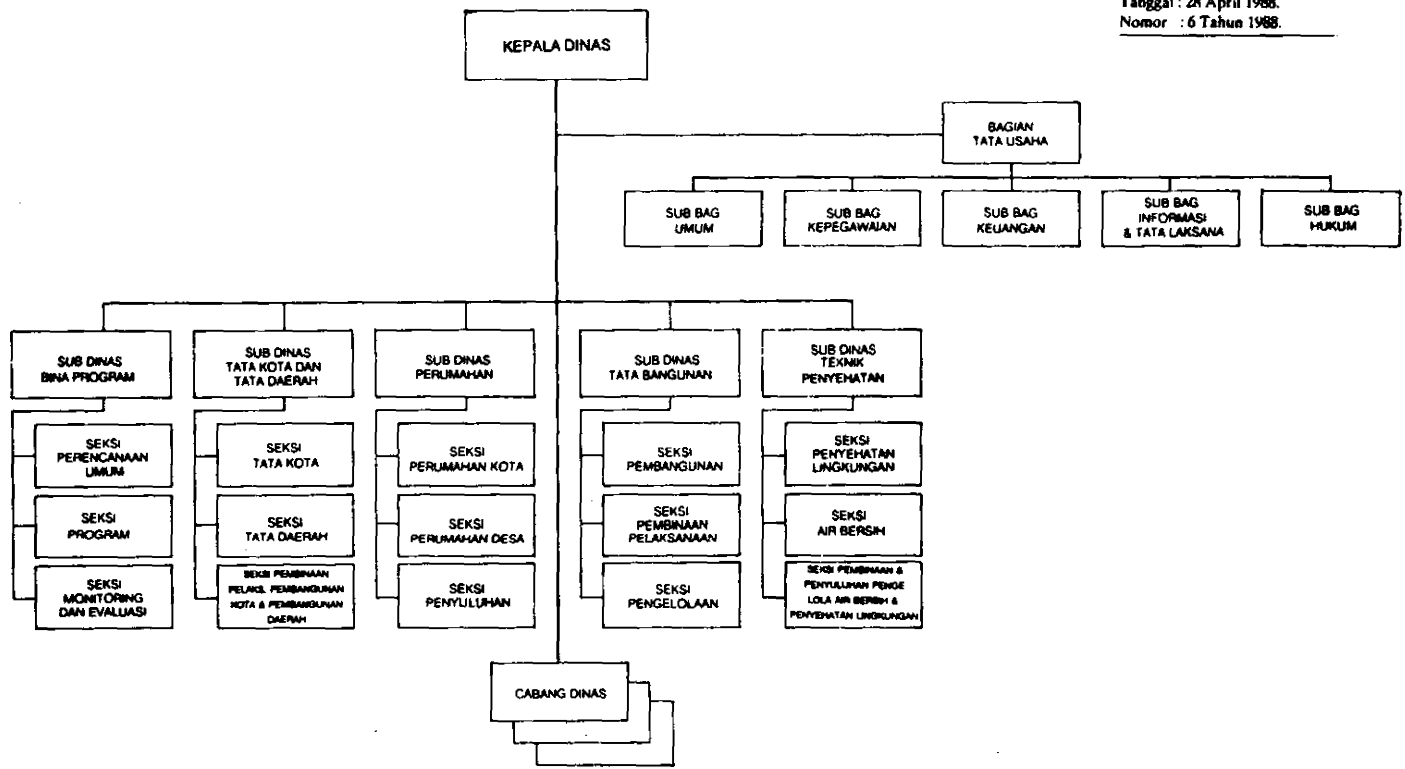 Tanggal : 28 April 1988.
Nomor : 6 Tahun 1988.
KEPALA DINAS
BAGIAN
TATA USAHA
SUB BAG
UMUM
SUB BAG
KEPEGAWAIAN
SUB BAG
KEUANGAN
SUB BAG
INFORMASI
& TATA LAKSANA
SUB BAG
HUKUM
SUB DINAS
BINA PROGRAM
SUB DINAS
TATA KOTA DAN
TATA DAERAH
SUB DINAS
PERUMAHAN
SUB DINAS
TATA BANGUNAN
SUB DINAS
TEKNIK
PENYEHATAN
SEKSI
PERENCANAAN
UMUM
SEKSI
TATA KOTA
SEKSI
PERUMAHAN KOTA
SEKSI
PEMBANGUNAN
SEKSI
PENYEHATAN
LINGKUNGAN
SEKSI
PROGRAM
SEKSI
TATA DAERAH
SEKSI
PERUMAHAN DESA
SEKSI
PEMBINAAN
PELAKSANAAN
SEKSI
AIR BERSIH
SEKSI
MONITORING
DAN EVALUASI
SEKSI PEMBINAAN
PELAKS. PEMBANGUNAN
KOTA & PEMBANGUNAN
DAERAH
SEKSI
PENYULUHAN
SEKSI
PENGELOLAAN
SEKSI PEMBINAAN &
PENYULUHAN PENGE
LOLA AIR BERSIH &
PENYEHATAN LINGKUNGAN
CABANG DINAS